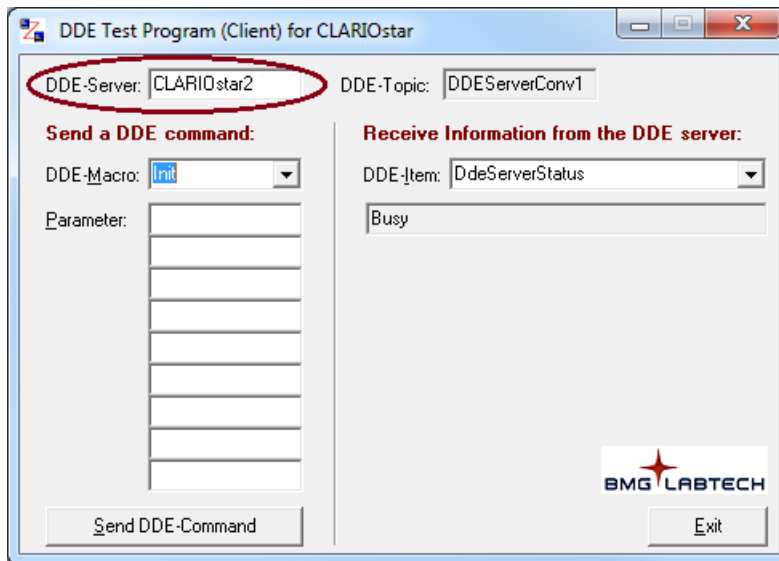 DDE Test Program (Client) for CLARIOstar
DDE-Server: CLARIOstar2 DDE-Topic: DDEServerConv1
Send a DDE command: Receive Information from the DDE server:
DDE-Macro: Init DDE-Item: DdeServerStatus
Parameter: Busy
BMG LABTECH
Send DDE-Command Exit